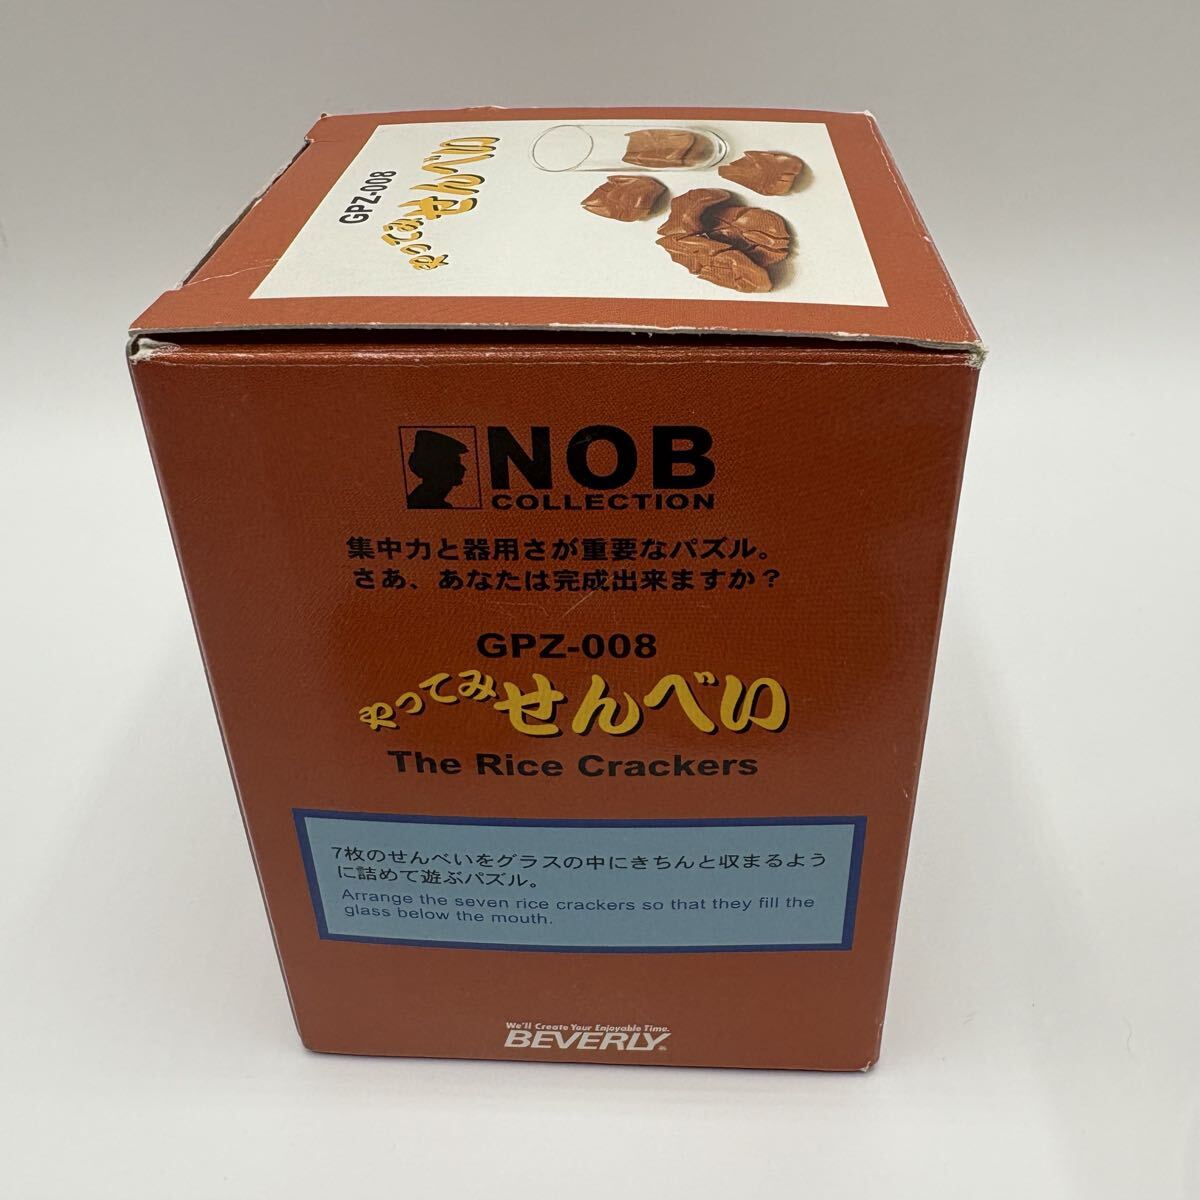 GPZ-008
やってみ せんべい
NOB
COLLECTION
集中力と器用さが重要なパズル。
さあ、あなたは完成出来ますか？
GPZ-008
やってみ せんべい
The Rice Crackers
7枚のせんべいをグラスの中にきちんと収まるよう
に詰めて遊ぶパズル。
Arrange the seven rice crackers so that they fill the
glass below the mouth.
We'll Create Your Enjoyable Time.
BEVERLY®